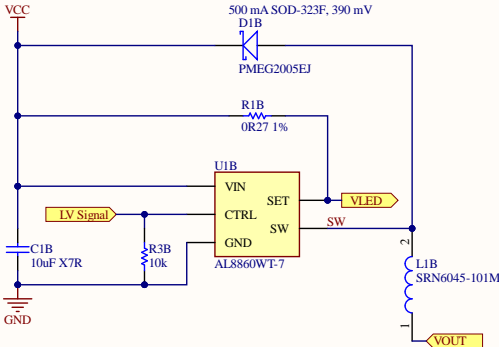 VCC
500 mA SOD-323F, 390 mV
D1B
PMEG2005EJ
R1B
0R27 1%
U1B
VIN
SET
VLED
LV Signal
CTRL
SW
SW
GND
AL8860WT-7
C1B
10uF X7R
R3B
10k
2
L1B
SRN6045-101M
1
GND
VOUT